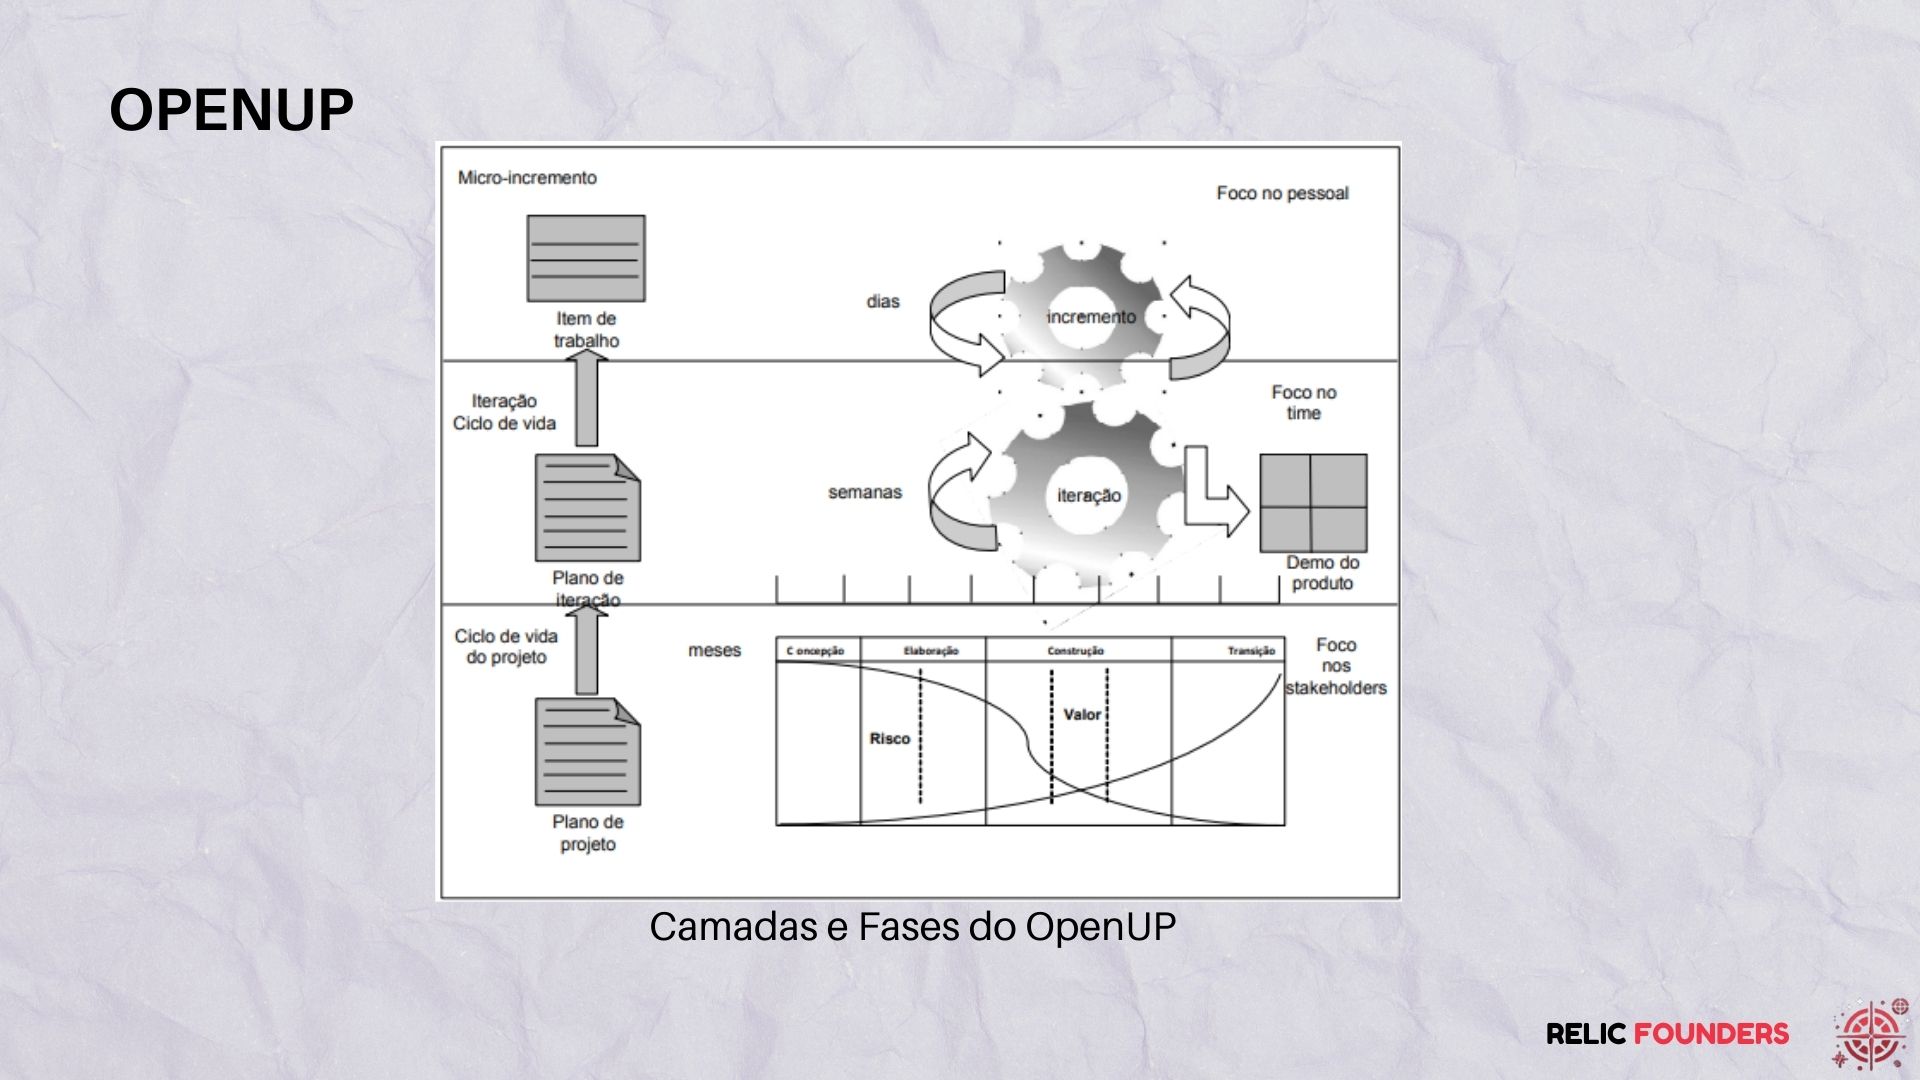 OPENUP
Micro-incremento
Foco no pessoal
Item de
trabalho
dias
incremento
Iteração
Ciclo de vida
Foco no
time
semanas
iteração
Plano de
iteração
Demo do
produto
Ciclo de vida
do projeto
meses
C oncepção
Elaboração
Construção
Transição
Foco
nos
stakeholders
Risco
Valor
Plano de
projeto
Camadas e Fases do OpenUP
RELIC FOUNDERS